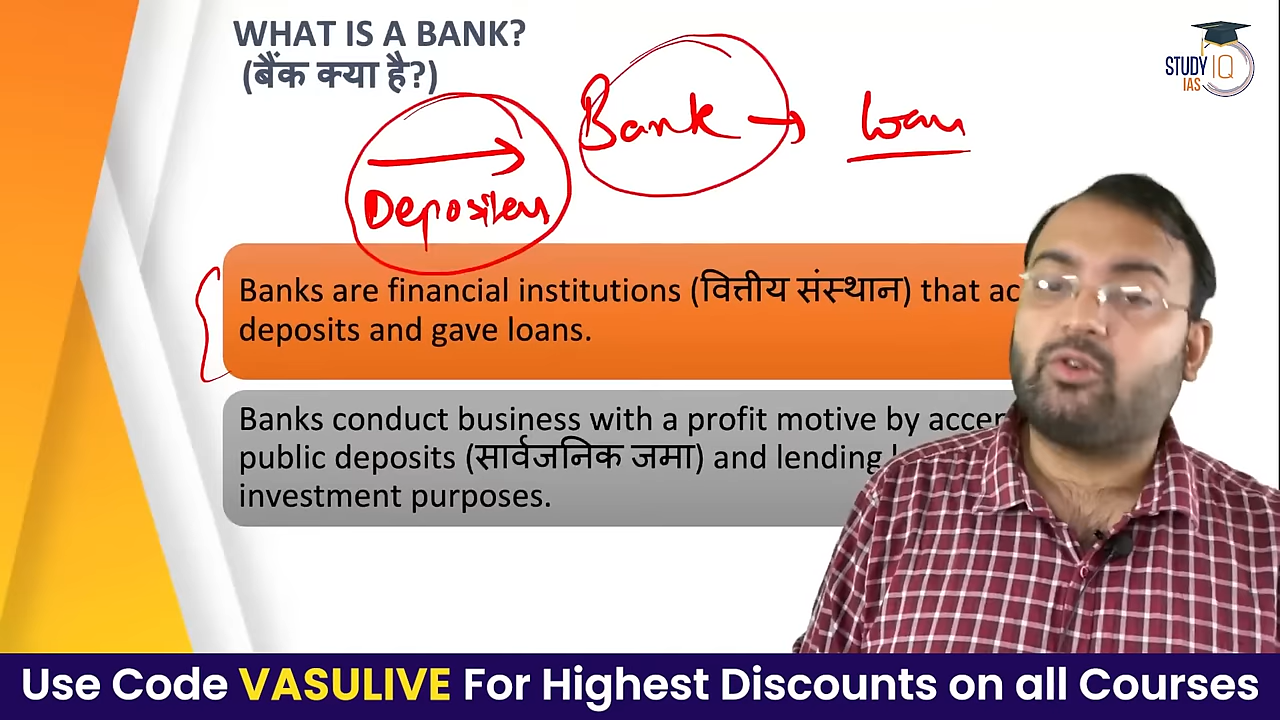 WHAT IS A BANK?
(बैंक क्या है?)
STUDY IQ
IAS
Bank → loan
Deposits
Banks are financial institutions (वित्तीय संस्थान) that ac
deposits and gave loans.
Banks conduct business with a profit motive by accep
public deposits (सार्वजनिक जमा) and lending
investment purposes.
Use Code VASULIVE For Highest Discounts on all Courses